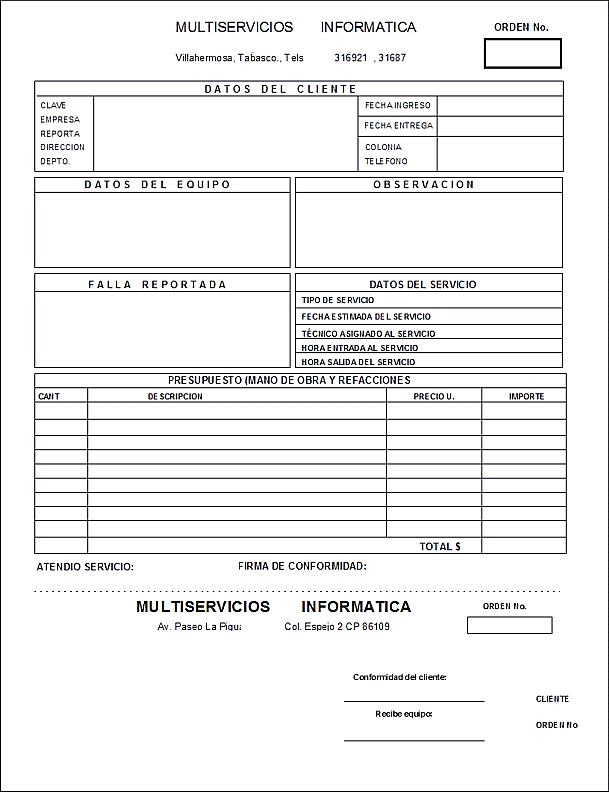 MULTISERVICIOS INFORMATICA
ORDEN No.
Villahermosa, Tabasco., Tels 316921 , 31687
DATOS DEL CLIENTE
CLAVE
EMPRESA
REPORTA
DIRECCION
DEPTO.
FECHA INGRESO
FECHA ENTREGA
COLONIA
TELEFONO
DATOS DEL EQUIPO
OBSERVACION
FALLA REPORTADA
DATOS DEL SERVICIO
TIPO DE SERVICIO
FECHA ESTIMADA DEL SERVICIO
TÉCNICO ASIGNADO AL SERVICIO
HORA ENTRADA AL SERVICIO
HORA SALIDA DEL SERVICIO
PRESUPUESTO (MANO DE OBRA Y REFACCIONES
CANT DESCRIPCION PRECIO U. IMPORTE
TOTAL $
ATENDIO SERVICIO: FIRMA DE CONFORMIDAD:
MULTISERVICIOS INFORMATICA
ORDEN No.
Av. Paseo La Col. Espejo 2 CP 86109
Conformidad del cliente:
CLIENTE
Recibe equipo:
ORDEN No